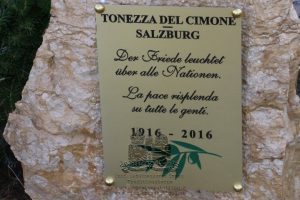 TONEZZA DEL CIMONE
SALZBURG
Der Friede leuchtet
über alle Nationen.
La pace risplenda
su tutte le genti.
1916 - 2016